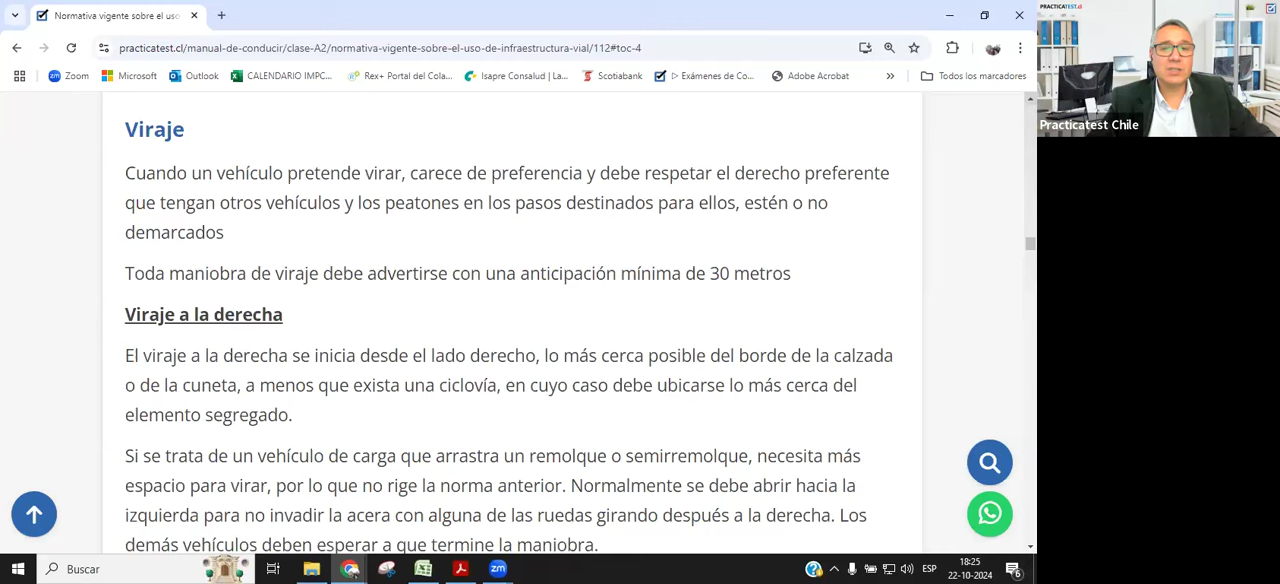 Normativa vigente sobre el uso
practicatest.cl/manual-de-conducir/clase-A2/normativa-vigente-sobre-el-uso-de-infraestructura-vial/112#toc-4
Zoom
Microsoft
Outlook
CALENDARIO IMPC...
Rex+ Portal del Cola...
Isapre Consalud | La...
Scotiabank
▷ Exámenes de Co...
Adobe Acrobat
»
Todos los marcadores
PRACTICATEST.cl
Practicatest Chile
Viraje
Cuando un vehículo pretende virar, carece de preferencia y debe respetar el derecho preferente
que tengan otros vehículos y los peatones en los pasos destinados para ellos, estén o no
demarcados
Toda maniobra de viraje debe advertirse con una anticipación mínima de 30 metros
Viraje a la derecha
El viraje a la derecha se inicia desde el lado derecho, lo más cerca posible del borde de la calzada
o de la cuneta, a menos que exista una ciclovía, en cuyo caso debe ubicarse lo más cerca del
elemento segregado.
Si se trata de un vehículo de carga que arrastra un remolque o semirremolque, necesita más
espacio para virar, por lo que no rige la norma anterior. Normalmente se debe abrir hacia la
izquierda para no invadir la acera con alguna de las ruedas girando después a la derecha. Los
demás vehículos deben esperar a que termine la maniobra.
Buscar
ESP
18:25
22-10-2024
6